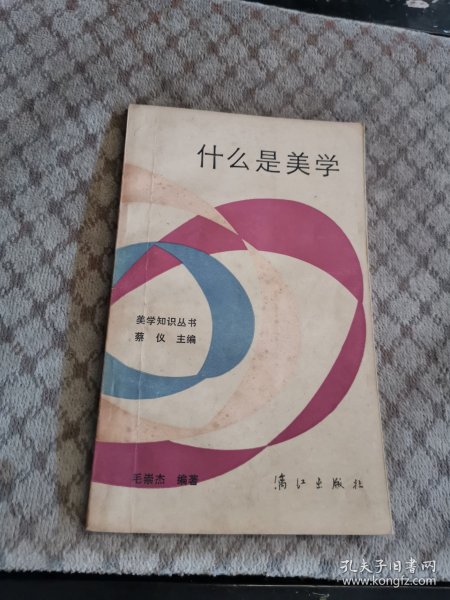 什么是美学
美学知识丛书
蔡仪 主编
毛崇杰 编著
漓江出版社
孔夫子旧书网
www.kongfz.com